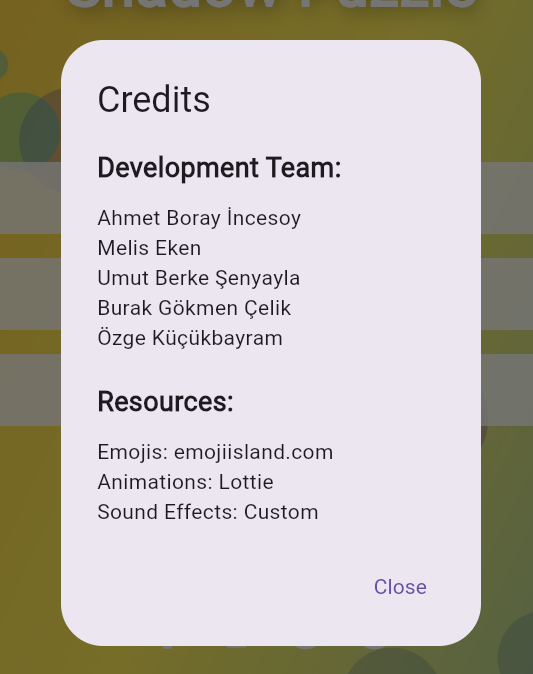 Shadow Puzzle
Credits
Development Team:
Ahmet Boray İncesoy
Melis Eken
Umut Berke Şenyayla
Burak Gökmen Çelik
Özge Küçükbayram
Resources:
Emojis: emojiisland.com
Animations: Lottie
Sound Effects: Custom
Close